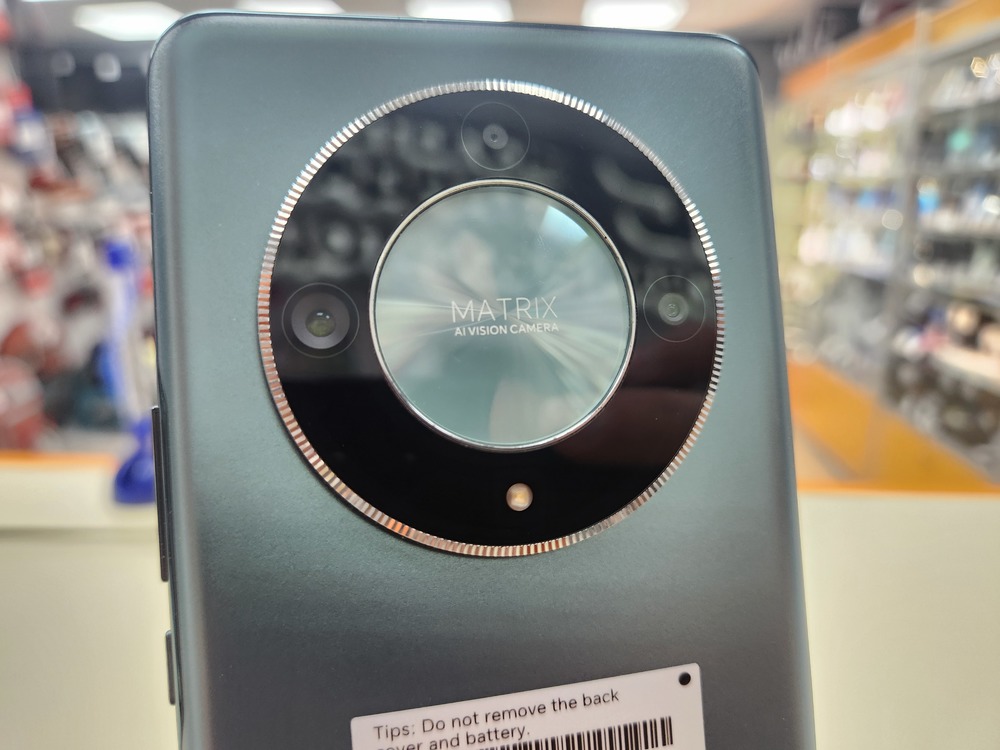 MATRIX
AI VISION CAMERA
Tips: Do not remove the back
cover and battery.